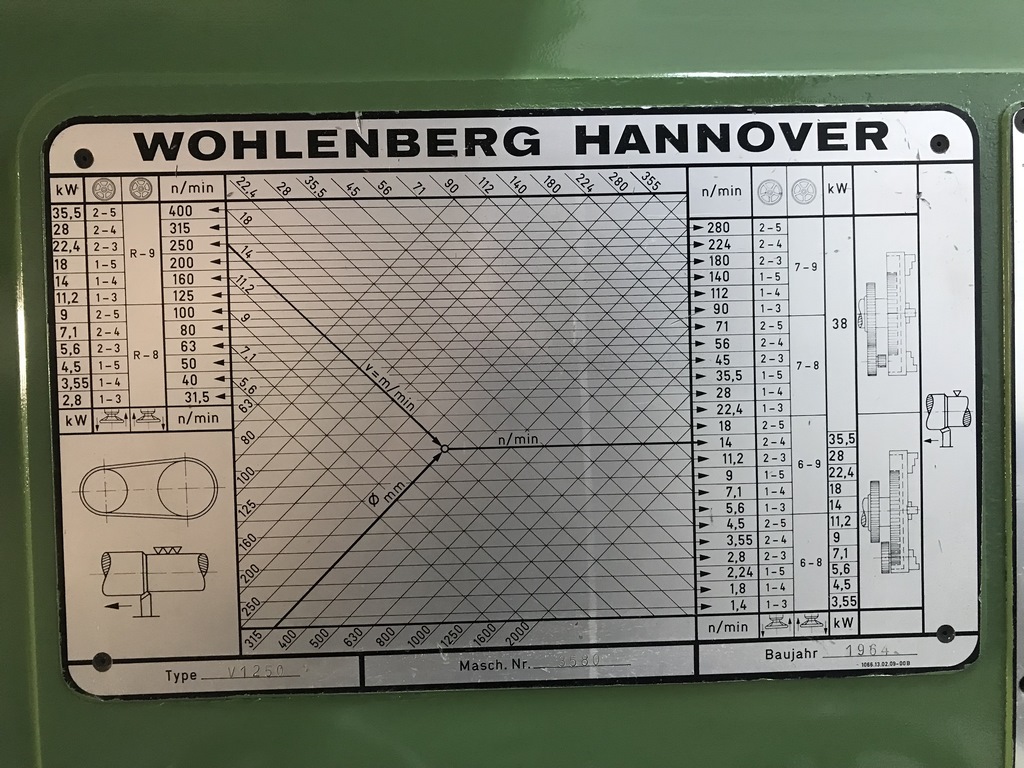 WOHLENBERG HANNOVER
kW n/min 22,4 28 35,5 45 56 71 90 112 140 180 224 280 355 n/min kW
35,5 2-5 400
28 2-4 315
22,4 2-3 250
18 1-5 200
14 1-4 160
11,2 1-3 125
R-9
9 2-5 100
7,1 2-4 80
5,6 2-3 63
4,5 1-5 50
3,55 1-4 40
2,8 1-3 31,5
R-8
kW n/min
18
14
11,2
9
7,1
5,6
63
80
100
125
160
200
250
v=m/min
n/min
Ø mm
315 400 500 630 800 1000 1250 1600 2000
280 2-5
224 2-4
180 2-3
140 1-5
112 1-4
90 1-3
7-9
71 2-5
56 2-4
45 2-3
35,5 1-5
28 1-4
22,4 1-3
7-8
38
18 2-5
14 2-4 35,5
11,2 2-3 28
9 1-5 22,4
7,1 1-4 18
5,6 1-3 14
6-9
4,5 2-5 11,2
3,55 2-4 9
2,8 2-3 7,1
2,24 1-5 5,6
1,8 1-4 4,5
1,4 1-3 3,55
6-8
n/min kW
Type V1250
Masch. Nr. 3580
Baujahr 1964
1066.13.02.09-00B